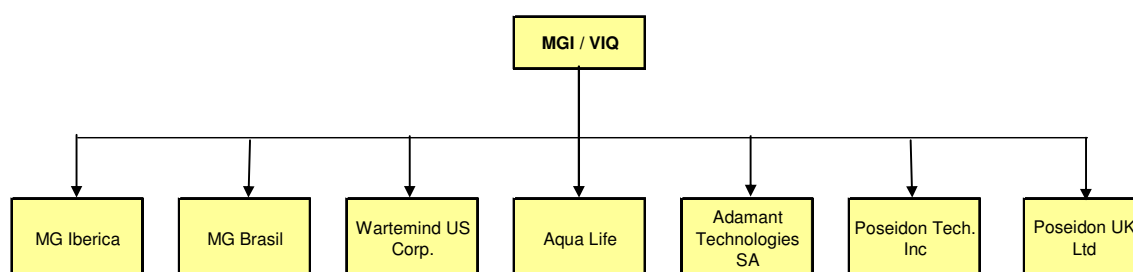 MGI / VIQ
MG Iberica
MG Brasil
Wartemind US
Corp.
Aqua Life
Adamant
Technologies
SA
Poseidon Tech.
Inc
Poseidon UK
Ltd